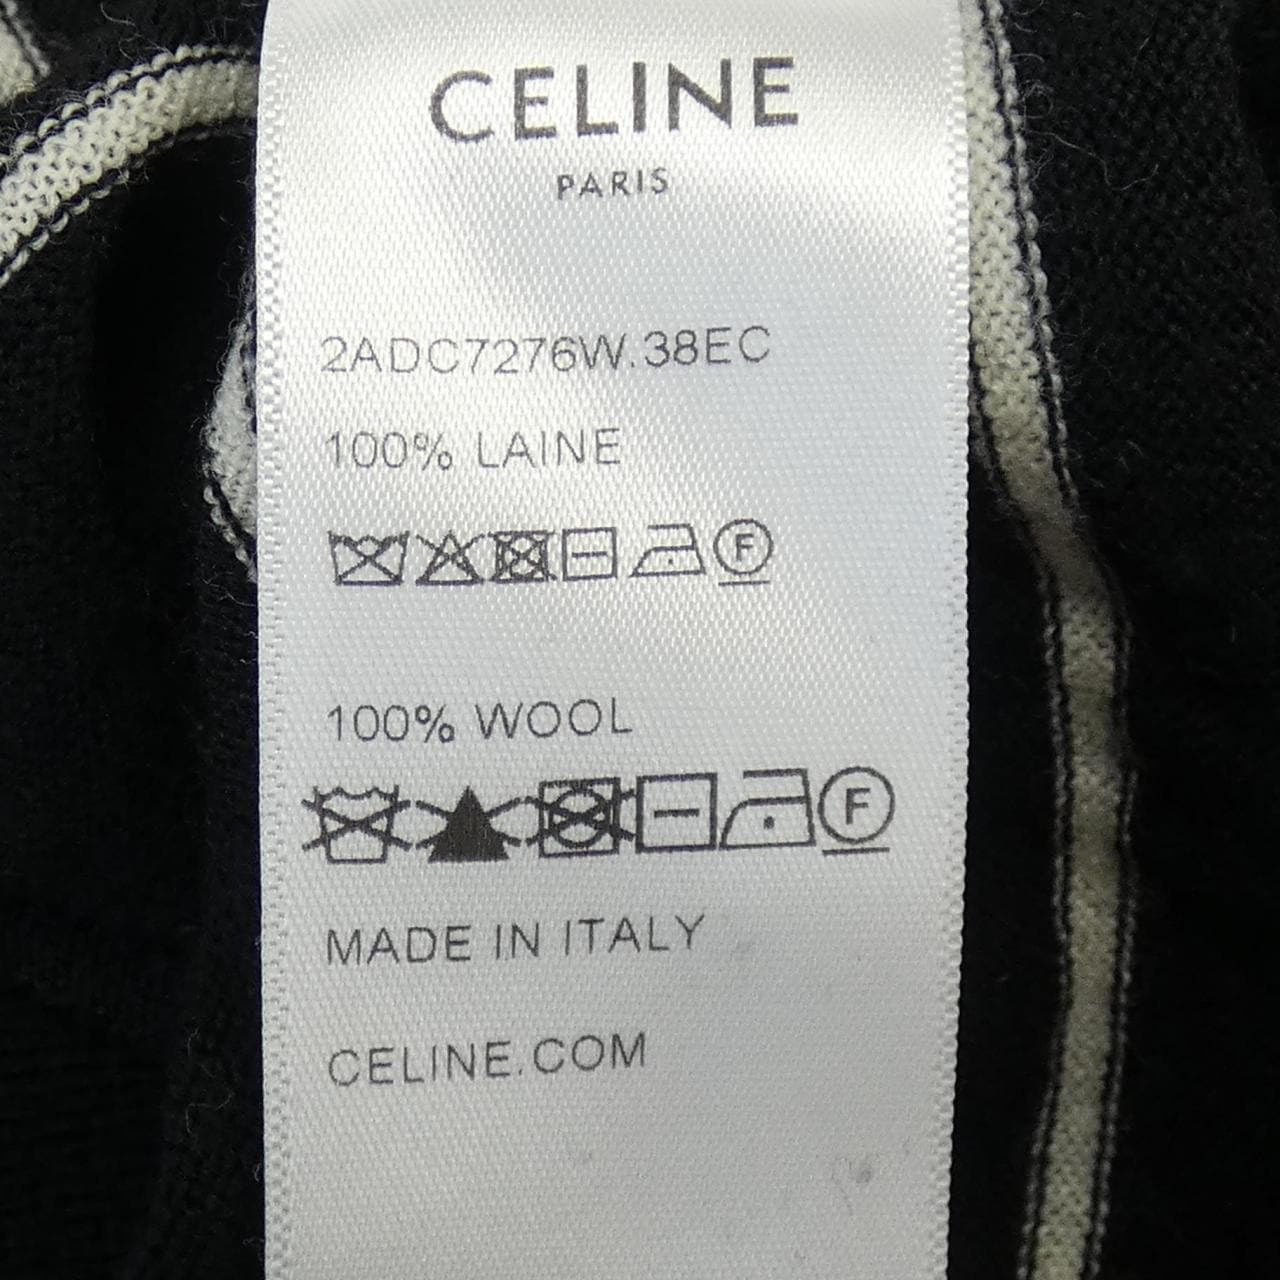 CELINE
PARIS
2ADC7276W.38EC
100% LAINE
F
100% WOOL
F
MADE IN ITALY
CELINE.COM